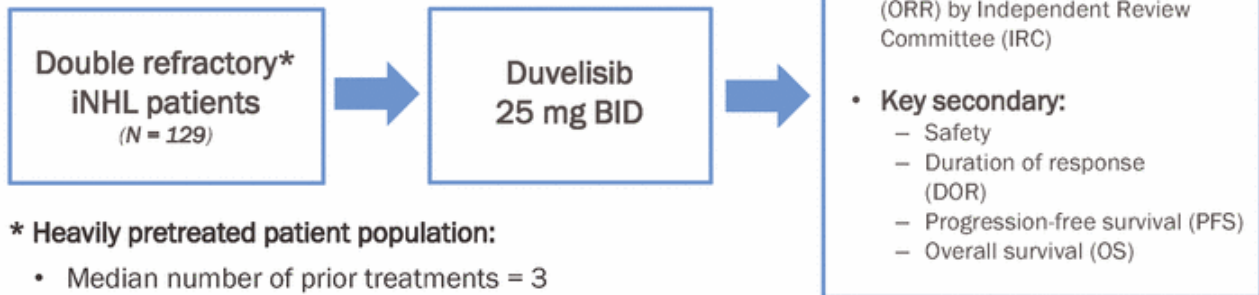 Double refractory*
iNHL patients
(N = 129)
Duvelisib
25 mg BID
(ORR) by Independent Review
Committee (IRC)
• Key secondary:
– Safety
– Duration of response
(DOR)
– Progression-free survival (PFS)
– Overall survival (OS)
* Heavily pretreated patient population:
• Median number of prior treatments = 3